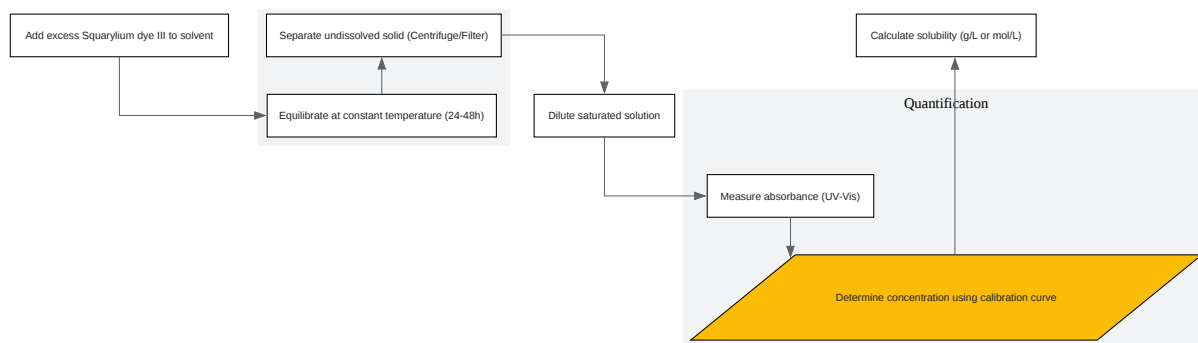 Add excess Squarylium dye III to solvent
Equilibrate at constant temperature (24-48h)
Separate undissolved solid (Centrifuge/Filter)
Dilute saturated solution
Quantification
Measure absorbance (UV-Vis)
Determine concentration using calibration curve
Calculate solubility (g/L or mol/L)